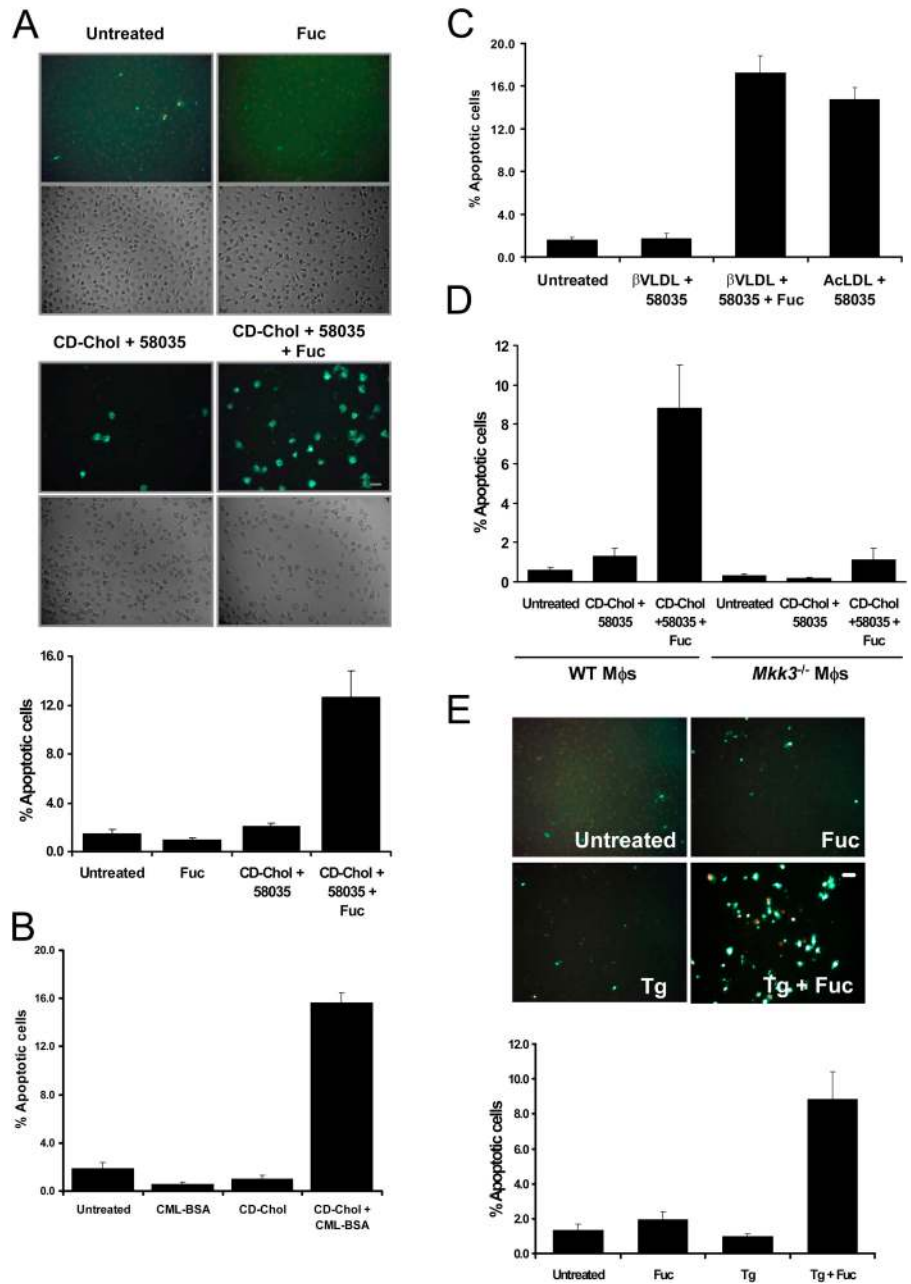 A
Untreated
Fuc
CD-Chol + 58035
CD-Chol + 58035
+ Fuc
% Apoptotic cells
16.0
12.0
8.0
4.0
0.0
Untreated
Fuc
CD-Chol +
58035
CD-Chol +
58035 +
Fuc
B
% Apoptotic cells
20.0
16.0
12.0
8.0
4.0
0.0
Untreated
CML-BSA
CD-Chol
CD-Chol +
CML-BSA
C
% Apoptotic cells
20.0
16.0
12.0
8.0
4.0
0.0
Untreated
βVLDL +
58035
βVLDL +
58035 + Fuc
AcLDL +
58035
D
% Apoptotic cells
12
10
8
6
4
2
0
Untreated
CD-Chol +
+ 58035
CD-Chol
+58035 +
Fuc
Untreated
CD-Chol +
58035
CD-Chol
+58035 +
Fuc
WT Mϕs
Mkk3-/- Mϕs
E
Untreated
Fuc
Tg
Tg + Fuc
% Apoptotic cells
12.0
10.0
8.0
6.0
4.0
2.0
0.0
Untreated
Fuc
Tg
Tg + Fuc